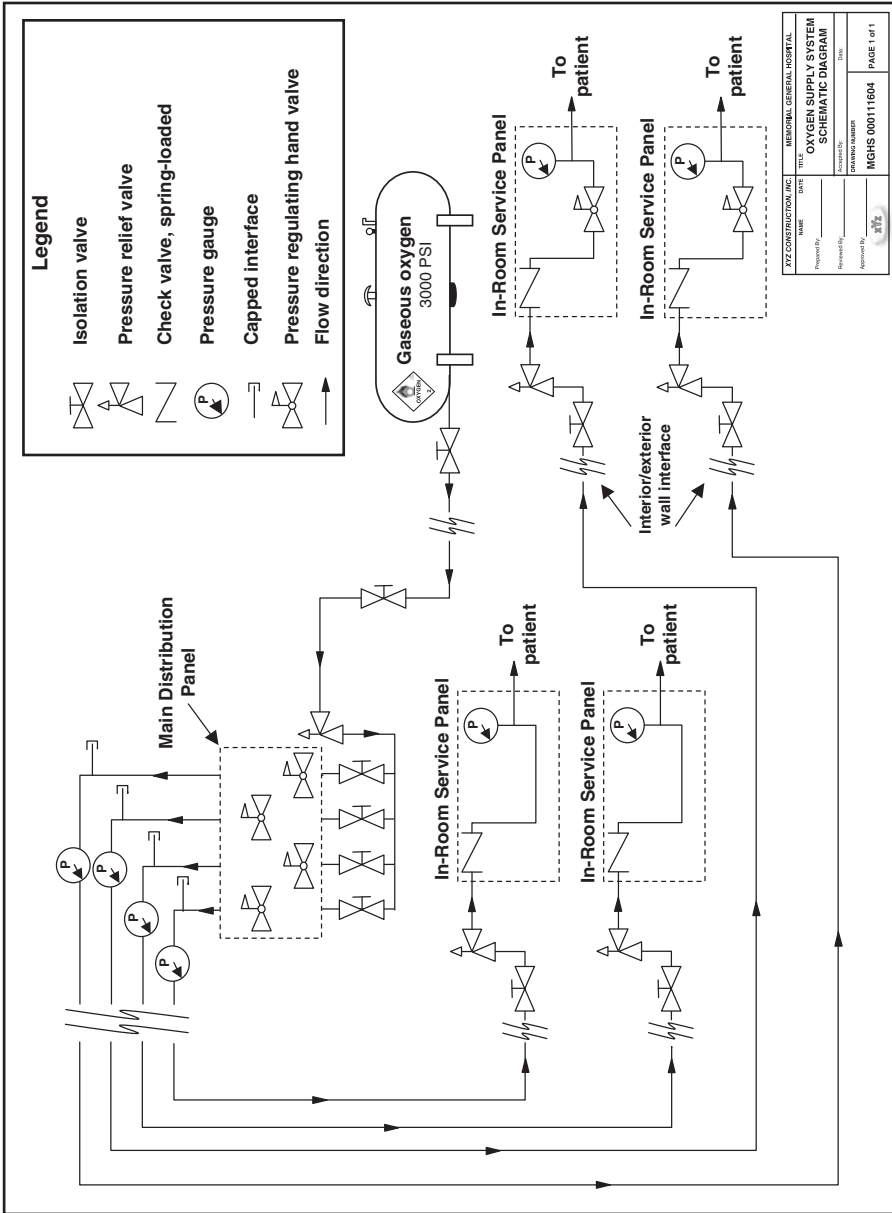 Legend
Isolation valve
Pressure relief valve
Check valve, spring-loaded
P
Pressure gauge
Capped interface
Pressure regulating hand valve
Flow direction
Gaseous oxygen
3000 PSI
OXYGEN
2
Main Distribution
Panel
P
P
P
P
In-Room Service Panel
P
To
patient
In-Room Service Panel
P
To
patient
In-Room Service Panel
P
To
patient
In-Room Service Panel
P
To
patient
Interior/exterior
wall interface
XYZ CONSTRUCTION, INC.
MEMORIAL GENERAL HOSPITAL
NAME DATE
TITLE
OXYGEN SUPPLY SYSTEM
SCHEMATIC DIAGRAM
Prepared By:
Reviewed By:
Approved By:
Accepted By:
Date:
DRAWING NUMBER
MGHS 000111604
PAGE 1 of 1
XYZ